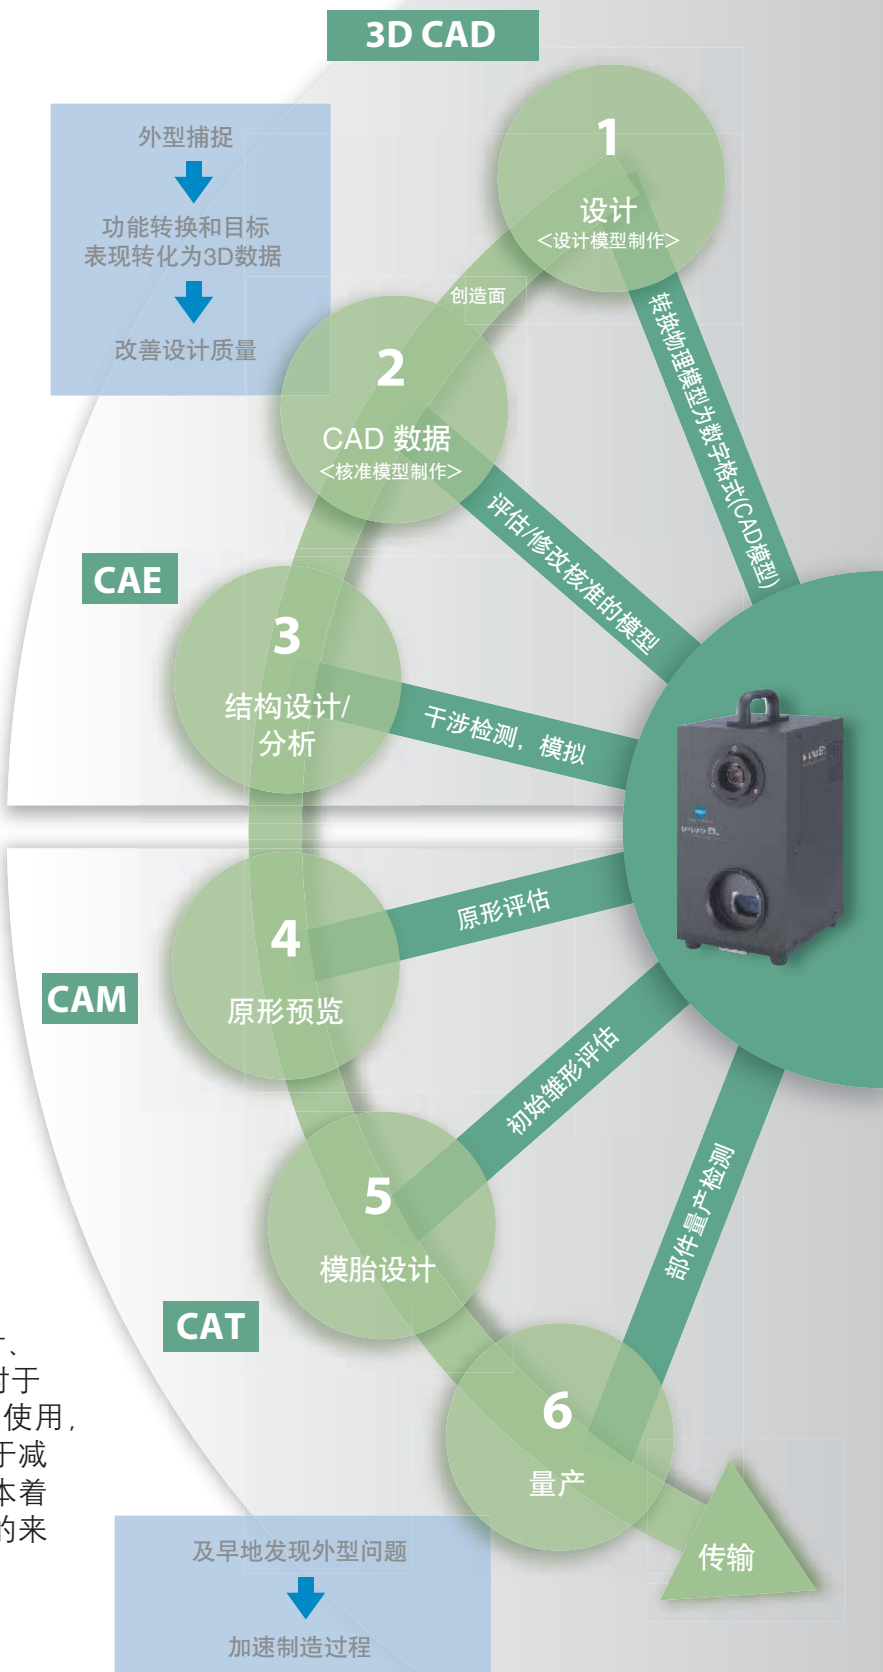 3D CAD
外型捕捉
功能转换和目标
表现转化为3D数据
改善设计质量
1
设计
<设计模型制作>
创造面
转换物理模型为数字格式(CAD模型)
2
CAD 数据
<核准模型制作>
评估/修改核准的模型
CAE
3
结构设计/
分析
干涉检测，模拟
4
原形预览
原形评估
CAM
初始雏形评估
5
模胎设计
部件量产检测
CAT
6
量产
传输
、
对于
使用，
于减
本着
的来
及早地发现外型问题
加速制造过程